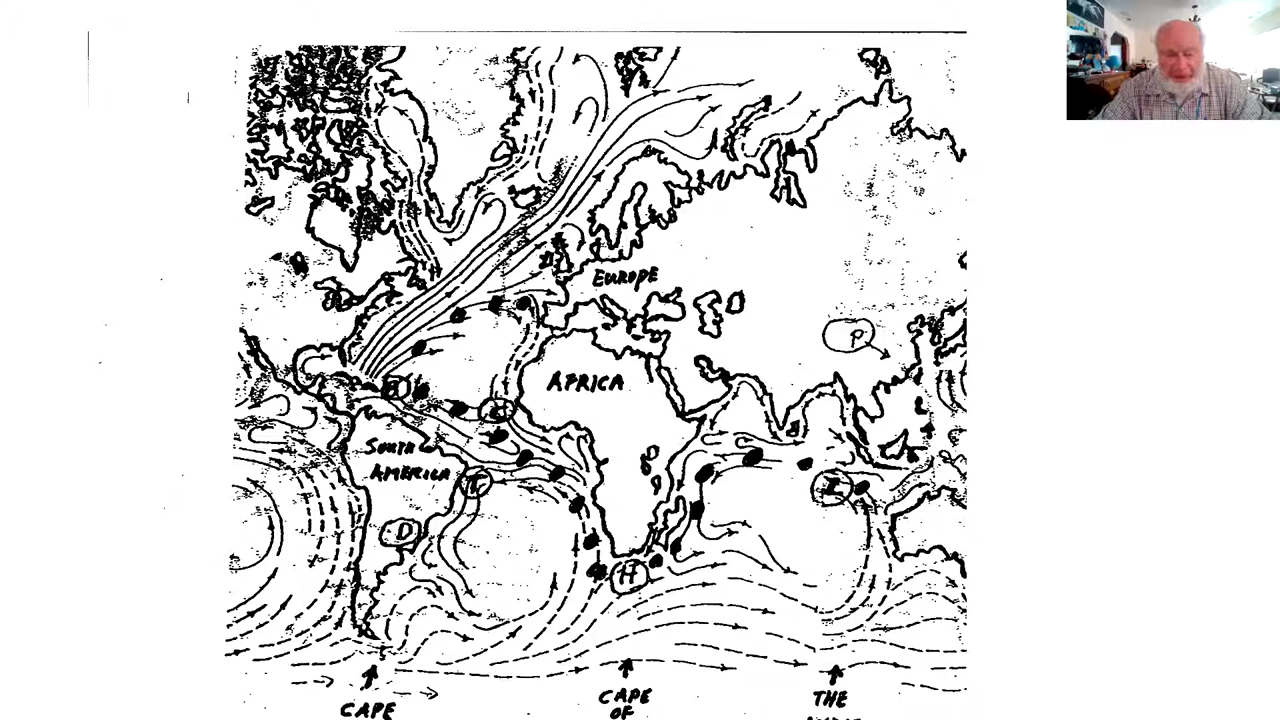 EUROPE
P
AFRICA
C
SOUTH
AMERICA
D
H
CAPE
CAPE
OF
THE